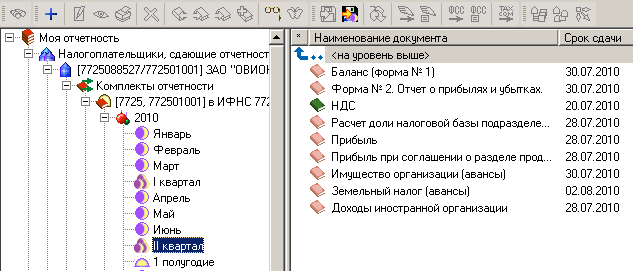 ФСС ФСС TAX COM
Моя отчетность
Налогоплательщики, сдающие отчетност
[7725088527/772501001] ЗАО "ОВИОН
Комплекты отчетности
[7725, 772501001] в ИФНС 772
2010
Январь
Февраль
Март
I квартал
Апрель
Май
Июнь
II квартал
1 полугодие
× Наименование документа Срок сдачи
<на уровень выше>
Баланс (форма № 1) 30.07.2010
Форма № 2. Отчет о прибылях и убытках. 30.07.2010
НДС 20.07.2010
Расчет доли налоговой базы подразделе... 28.07.2010
Прибыль 28.07.2010
Прибыль при соглашении о разделе прод... 28.07.2010
Имущество организации (авансы) 30.07.2010
Земельный налог (авансы) 02.08.2010
Доходы иностранной организации 28.07.2010